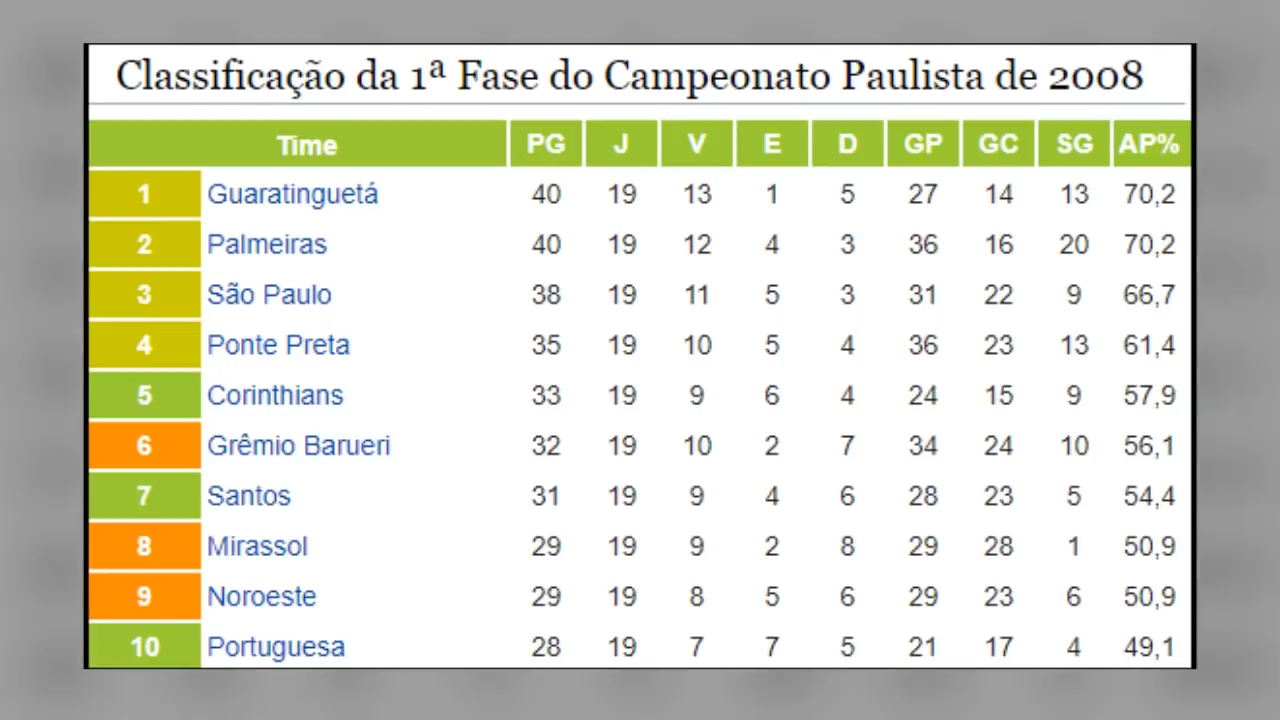 Classificação da 1ª Fase do Campeonato Paulista de 2008
Time PG J V E D GP GC SG AP%
1 Guaratinguetá 40 19 13 1 5 27 14 13 70,2
2 Palmeiras 40 19 12 4 3 36 16 20 70,2
3 São Paulo 38 19 11 5 3 31 22 9 66,7
4 Ponte Preta 35 19 10 5 4 36 23 13 61,4
5 Corinthians 33 19 9 6 4 24 15 9 57,9
6 Grêmio Barueri 32 19 10 2 7 34 24 10 56,1
7 Santos 31 19 9 4 6 28 23 5 54,4
8 Mirassol 29 19 9 2 8 29 28 1 50,9
9 Noroeste 29 19 8 5 6 29 23 6 50,9
10 Portuguesa 28 19 7 7 5 21 17 4 49,1